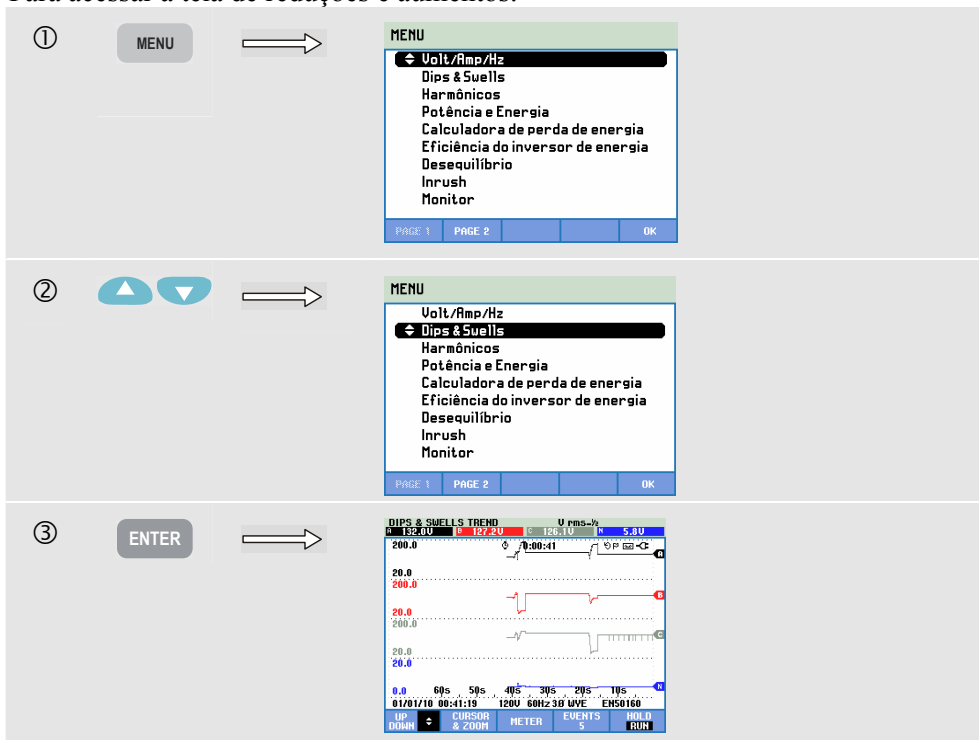 Para acessar a tela de reduções e aumentos:
①
MENU
MENU
Volt/Amp/Hz
Dips & Swells
Harmônicos
Potência e Energia
Calculadora de perda de energia
Eficiência do inversor de energia
Desequilíbrio
Inrush
Monitor
PAGE 1 PAGE 2 OK
②
MENU
Volt/Amp/Hz
Dips & Swells
Harmônicos
Potência e Energia
Calculadora de perda de energia
Eficiência do inversor de energia
Desequilíbrio
Inrush
Monitor
PAGE 1 PAGE 2 OK
③
ENTER
DIPS & SWELLS TREND U rms-½
A 132.0U B 127.2U C 126.1U N 5.8U
200.0 0:00:41
A
20.0
200.0
B
20.0
200.0
C
20.0
20.0
N
0.0 60s 50s 40s 30s 20s 10s
01/01/10 00:41:19 120U 60Hz 3Ø WYE EN50160
UP DOWN CURSOR & ZOOM METER EVENTS 5 HOLD RUN